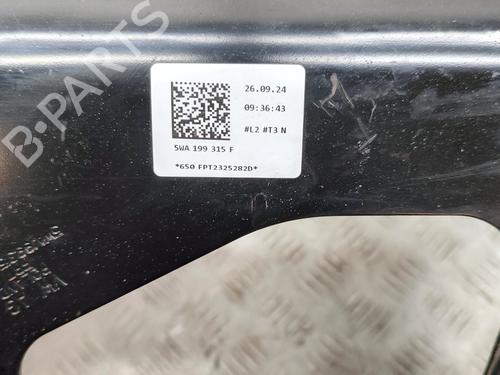 B-Parts
26.09.24
09:36:43
#L2 #T3 N
5WA 199 315 F
*650 FPT2325282D*